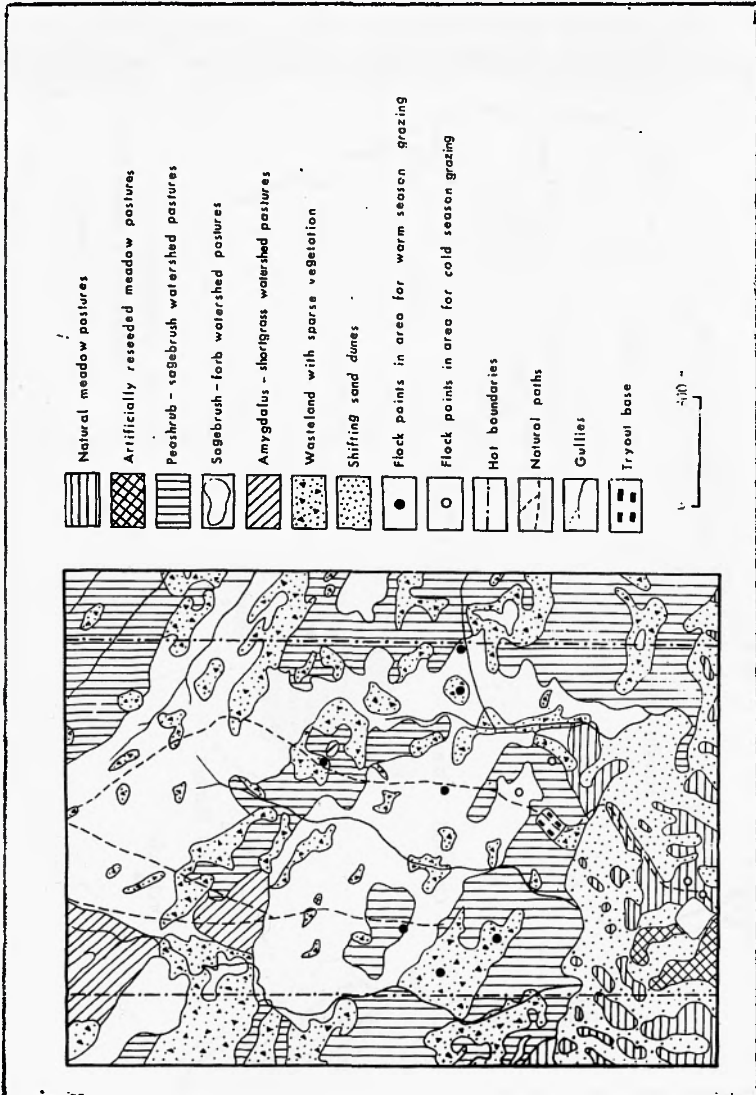 Natural meadow pastures
Artificially reseeded meadow pastures
Peashrub - sagebrush watershed pastures
Sagebrush - forb watershed pastures
Amygdalus - shortgrass watershed pastures
Wasteland with sparse vegetation
Shifting sand dunes
Flock points in area for warm season grazing
Flock points in area for cold season grazing
Hot boundaries
Natural paths
Gullies
Tryout base